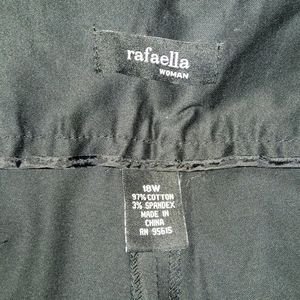 rafaella
WOMAN
18W
97% COTTON
3% SPANDEX
MADE IN
CHINA
RN 95615